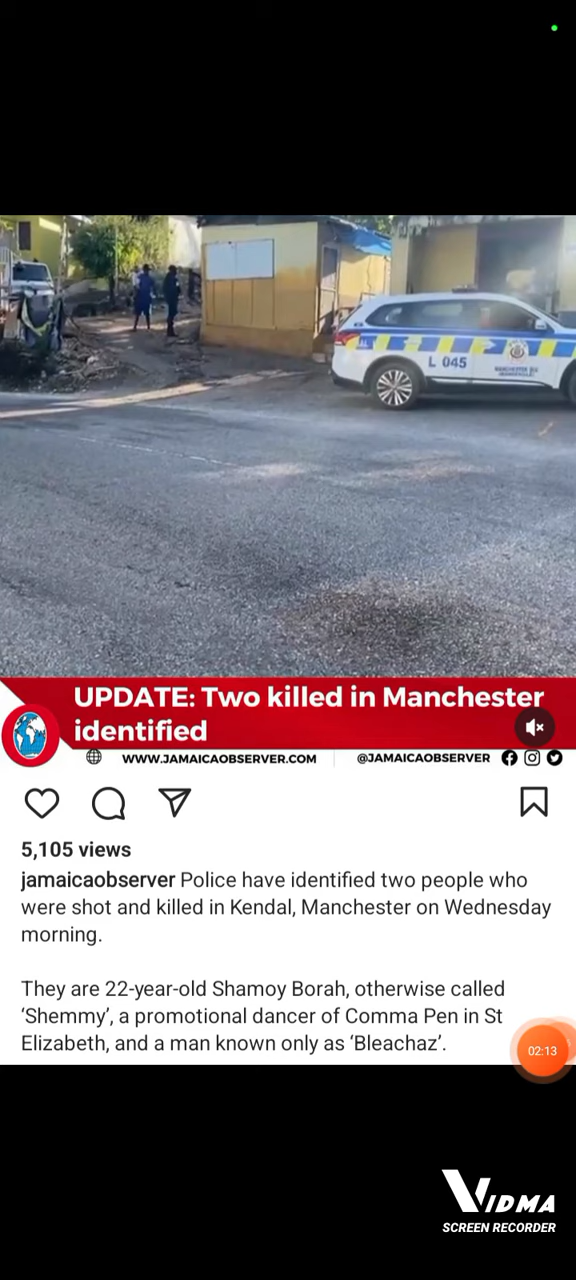 L 045
UPDATE: Two killed in Manchester
identified
WWW.JAMAICAOBSERVER.COM
@JAMAICAOBSERVER
5,105 views
jamaicaobserver Police have identified two people who
were shot and killed in Kendal, Manchester on Wednesday
morning.
They are 22-year-old Shamoy Borah, otherwise called
‘Shemmy’, a promotional dancer of Comma Pen in St
Elizabeth, and a man known only as ‘Bleachaz’.
02:13
VIDMA
SCREEN RECORDER